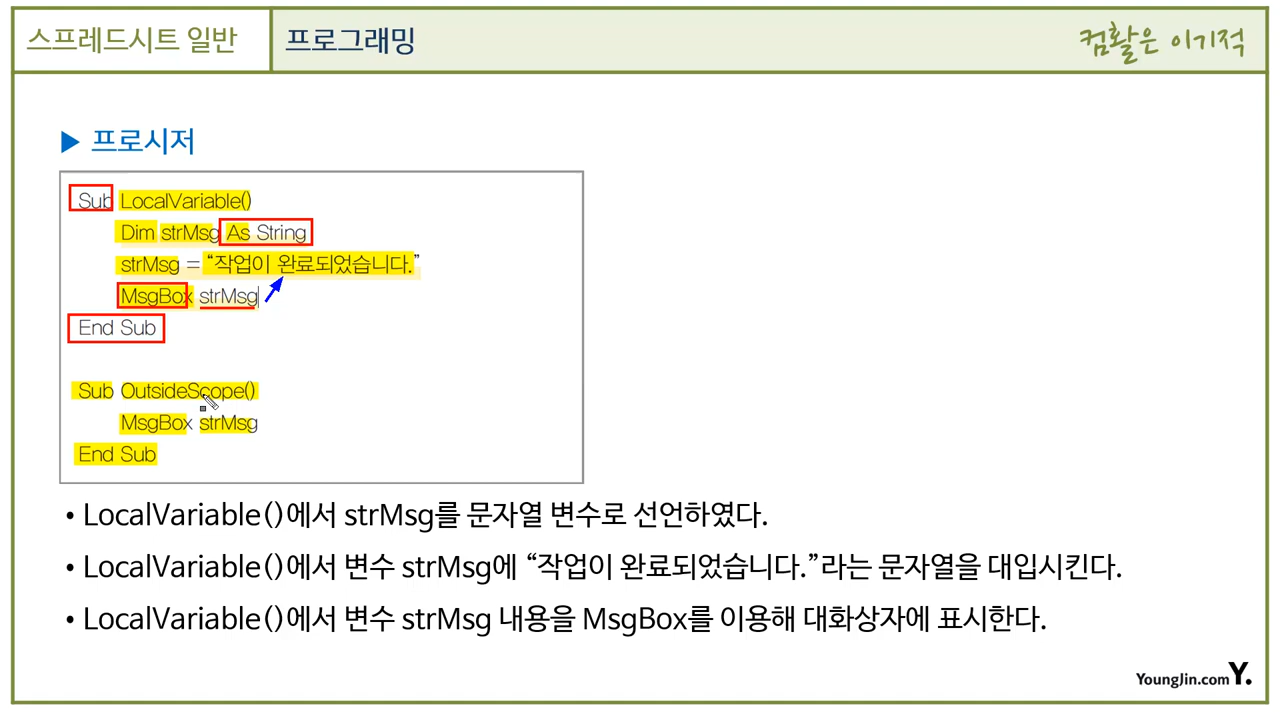 스프레드시트 일반
프로그래밍
컴활은 이기적
▶ 프로시저
Sub LocalVariable()
Dim strMsg As String
strMsg = “작업이 완료되었습니다.”
MsgBox strMsg
End Sub
Sub OutsideScope()
MsgBox strMsg
End Sub
• LocalVariable()에서 strMsg를 문자열 변수로 선언하였다.
• LocalVariable()에서 변수 strMsg에 “작업이 완료되었습니다.”라는 문자열을 대입시킨다.
• LocalVariable()에서 변수 strMsg 내용을 MsgBox를 이용해 대화상자에 표시한다.
YoungJin.com Y.